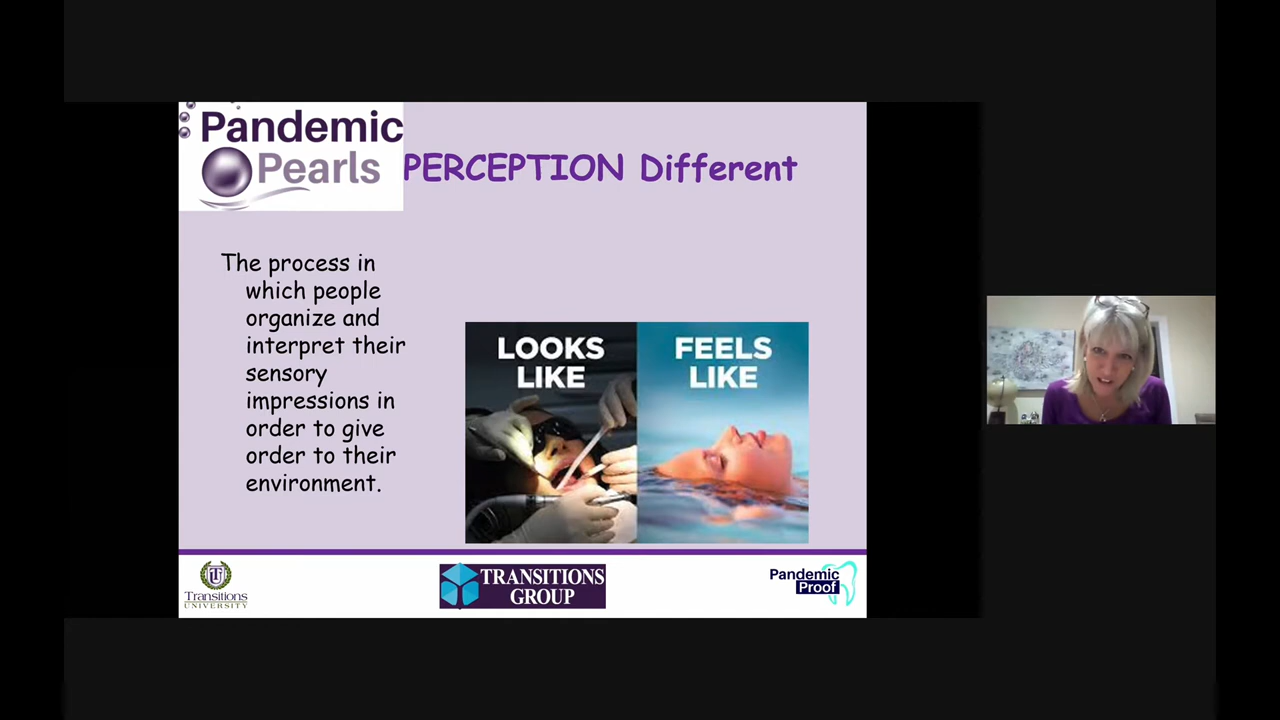 Pandemic
Pearls
PERCEPTION Different
The process in
which people
organize and
interpret their
sensory
impressions in
order to give
order to their
environment.
LOOKS
LIKE
FEELS
LIKE
Transitions
UNIVERSITY
TRANSITIONS
GROUP
Pandemic
Proof